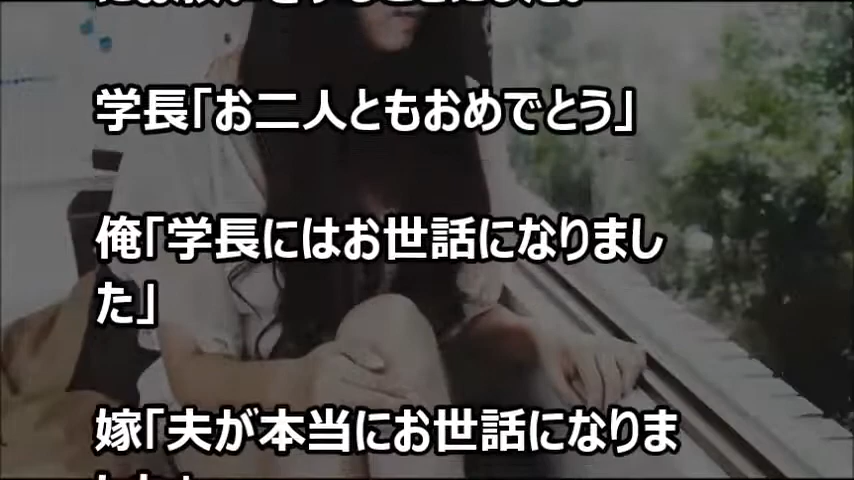 学長「お二人ともおめでとう」
俺「学長にはお世話になりまし
た」
嫁「夫が本当にお世話になりま